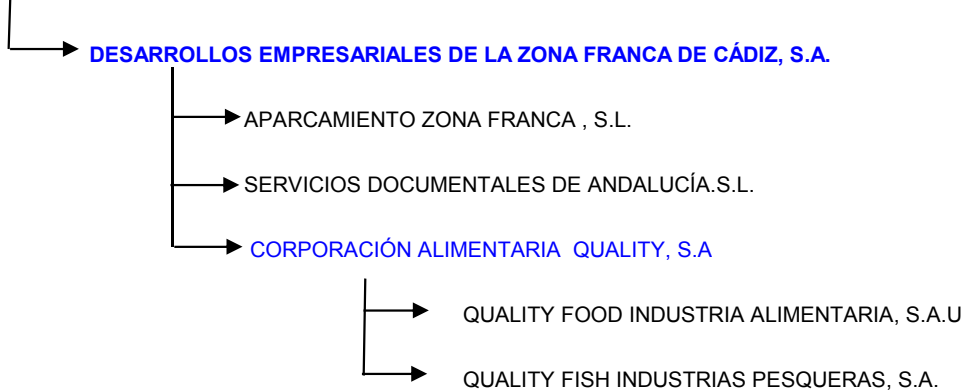 DESARROLLOS EMPRESARIALES DE LA ZONA FRANCA DE CÁDIZ, S.A.
APARCAMIENTO ZONA FRANCA , S.L.
SERVICIOS DOCUMENTALES DE ANDALUCÍA.S.L.
CORPORACIÓN ALIMENTARIA QUALITY, S.A
QUALITY FOOD INDUSTRIA ALIMENTARIA, S.A.U
QUALITY FISH INDUSTRIAS PESQUERAS, S.A.